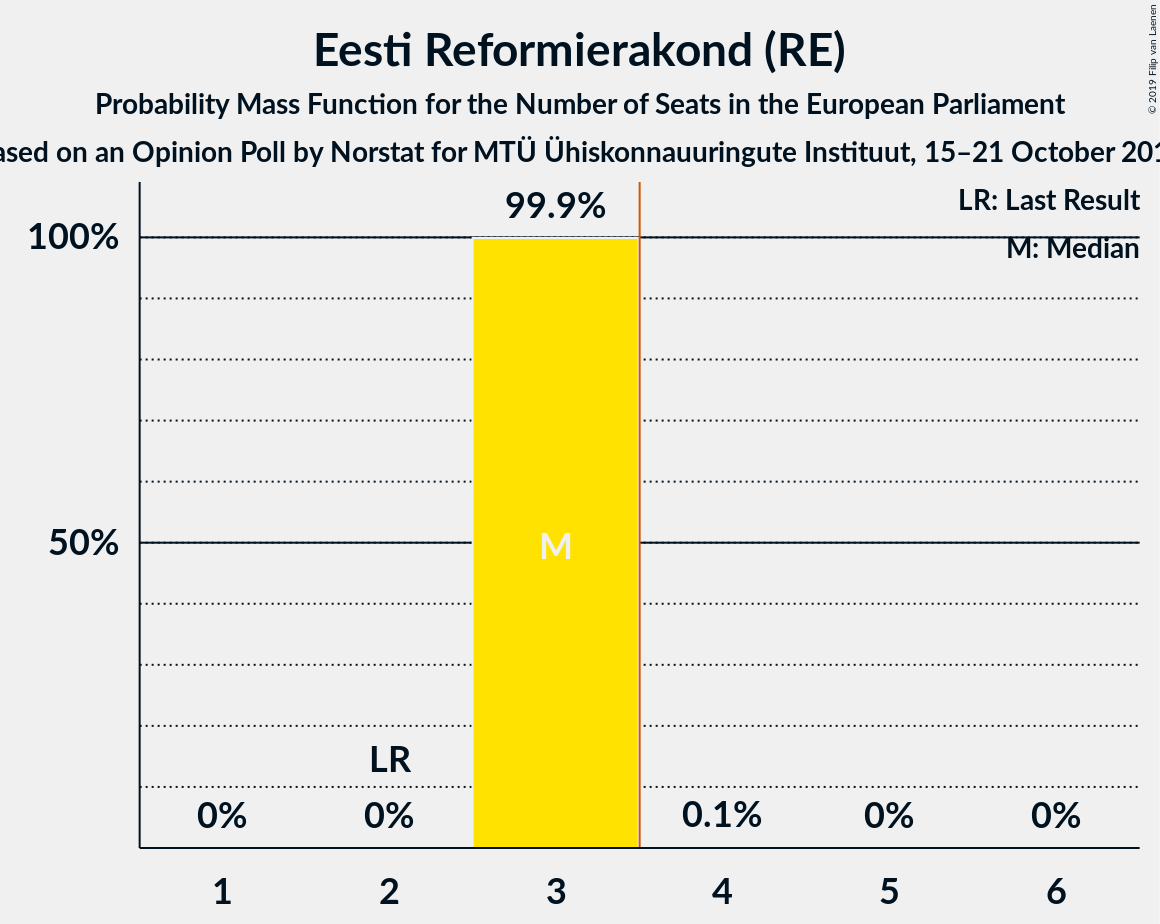 Eesti Reformierakond (RE)
Probability Mass Function for the Number of Seats in the European Parliament
on an Opinion Poll by Norstat for MTÜ Ühiskonnauuringute Instituut, 15–21 October
© 2019 Filip van Laenen
LR: Last Result
M: Median
99.9%
100%
50%
M
LR
0%
0%
0.1%
0%
0%
1
2
3
4
5
6